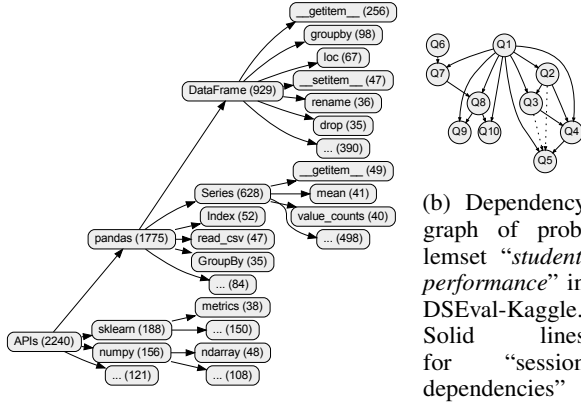 __getitem__ (256)
groupby (98)
loc (67)
DataFrame (929)
__setitem__ (47)
rename (36)
drop (35)
... (390)
__getitem__ (49)
Series (628)
mean (41)
Index (52)
value_counts (40)
pandas (1775)
read_csv (47)
... (498)
GroupBy (35)
... (84)
metrics (38)
sklearn (188)
... (150)
APIs (2240)
numpy (156)
ndarray (48)
... (121)
... (108)
Q6
Q1
Q7
Q2
Q8
Q3
Q9
Q10
Q4
Q5
(b) Dependency
graph of prob
lemset “student
performance” in
DSEval-Kaggle.
Solid lines
for “session
dependencies”